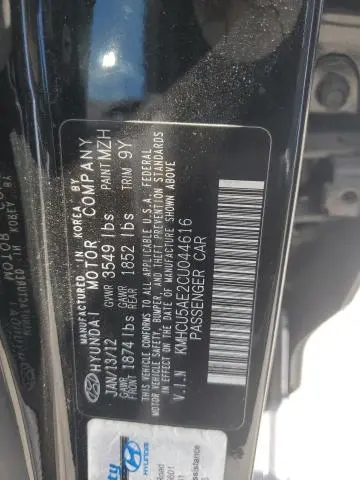 MANUFACTURED IN KOREA BY
HYUNDAI MOTOR COMPANY
JAN/13/12 GVWR 3549 lbs PAINT MZH
GAWR FRONT 1874 lbs GAWR REAR 1852 lbs TRIM 9Y
THIS VEHICLE CONFORMS TO ALL APPLICABLE U.S.A. FEDERAL
MOTOR VEHICLE SAFETY, BUMPER, AND THEFT PREVENTION
STANDARDS IN EFFECT ON THE DATE OF MANUFACTURE SHOWN ABOVE
V.I.N KMHCU5AE2CU044616
PASSENGER CAR
HYUNDAI
Road